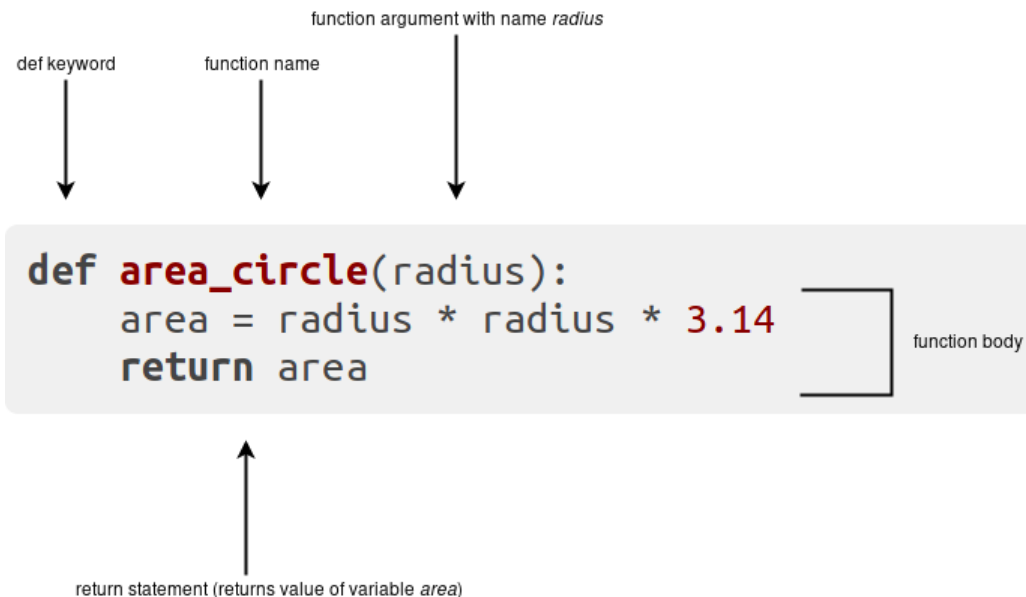 function argument with name radius
def keyword
function name
def area_circle(radius):
    area = radius * radius * 3.14
    return area
function body
return statement (returns value of variable area)